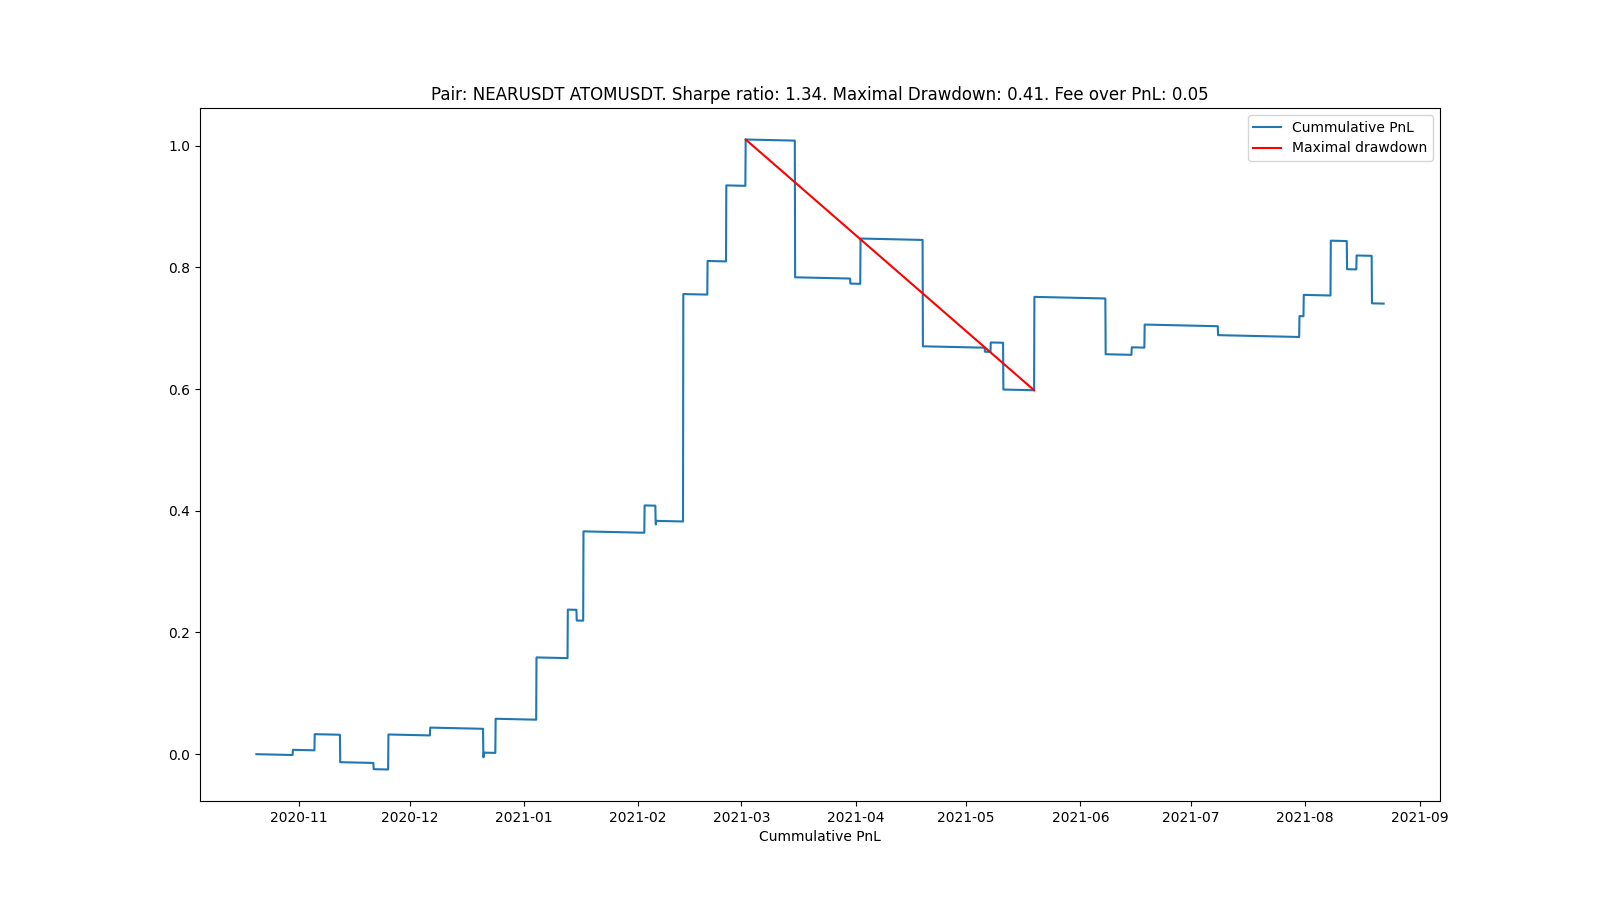 Pair: NEARUSDT ATOMUSDT. Sharpe ratio: 1.34. Maximal Drawdown: 0.41. Fee over PnL: 0.05
Cummulative PnL
Maximal drawdown
1.0
0.8
0.6
0.4
0.2
0.0
2020-11 2020-12 2021-01 2021-02 2021-03 2021-04 2021-05 2021-06 2021-07 2021-08 2021-09
Cummulative PnL